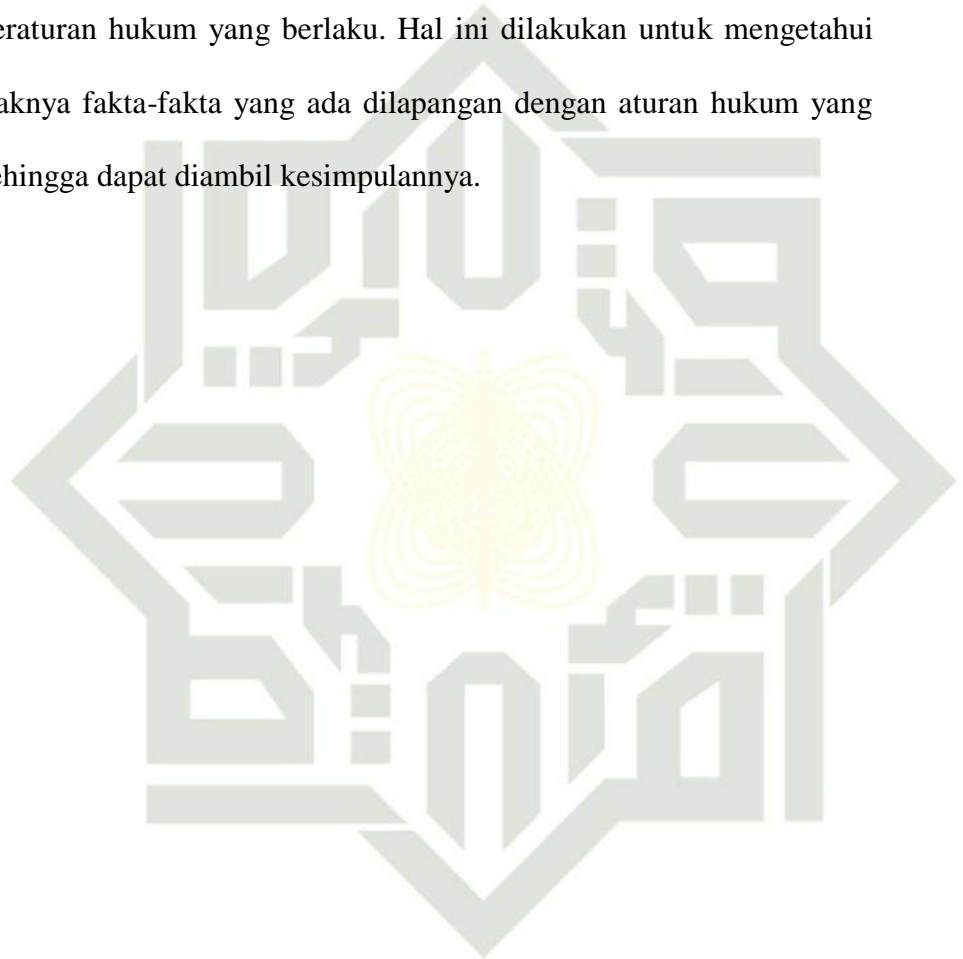 eraturan hukum yang berlaku. Hal ini dilakukan untuk mengetahui
aknya fakta-fakta yang ada dilapangan dengan aturan hukum yang
ehingga dapat diambil kesimpulannya.